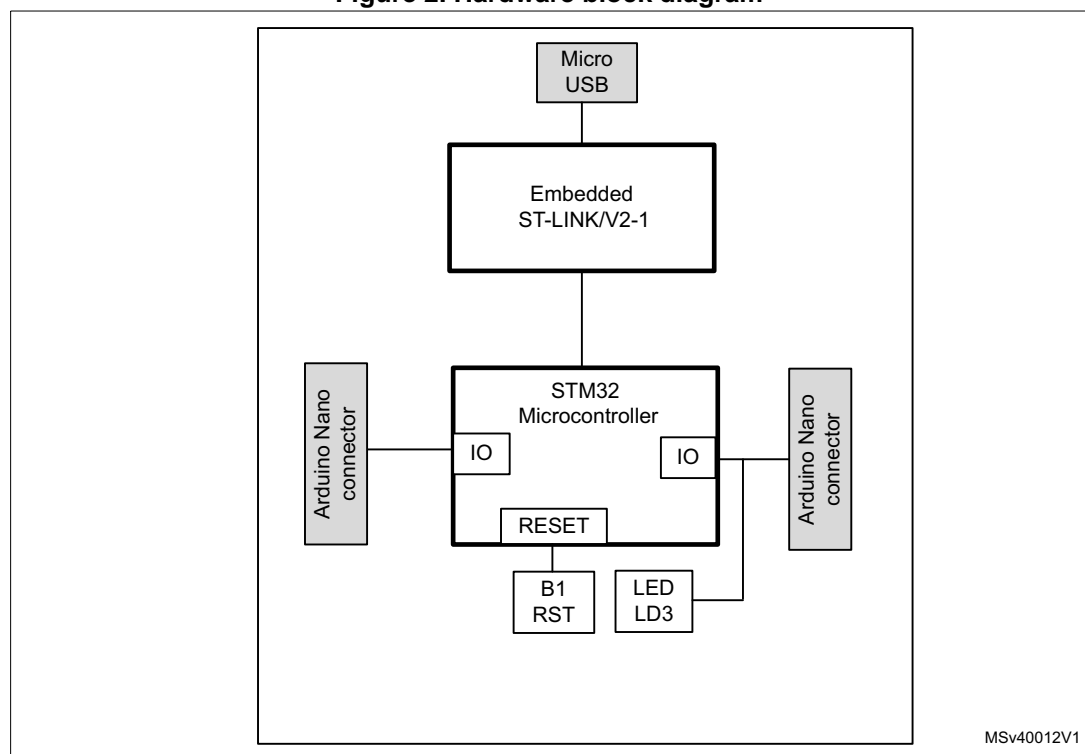 Figure 2. Hardware block diagram
Micro
USB
Embedded
ST-LINK/V2-1
STM32
Microcontroller
Arduino Nano
connector
IO
IO
Arduino Nano
connector
RESET
B1
RST
LED
LD3
MSv40012V1